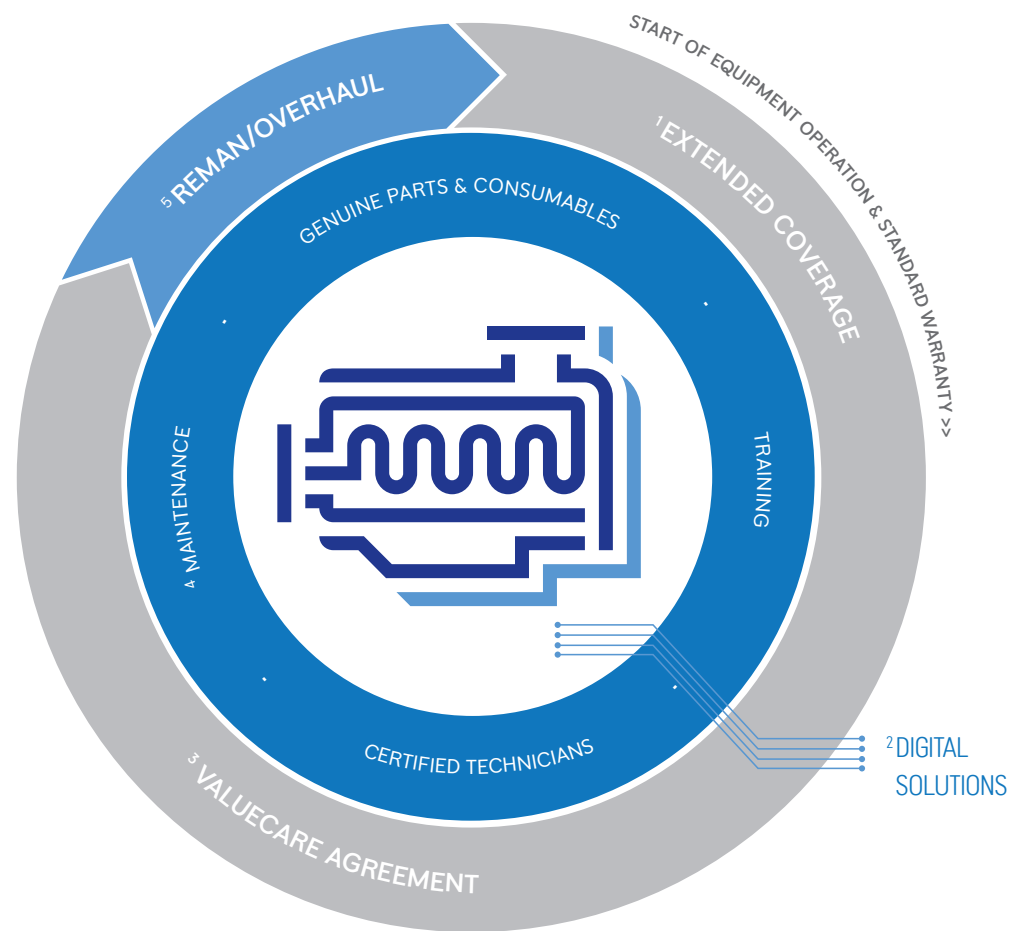 START OF EQUIPMENT OPERATION & STANDARD WARRANTY >>
1 EXTENDED COVERAGE
2 DIGITAL
SOLUTIONS
3 VALUECARE AGREEMENT
4 MAINTENANCE
5 REMAN/OVERHAUL
GENUINE PARTS & CONSUMABLES
TRAINING
CERTIFIED TECHNICIANS